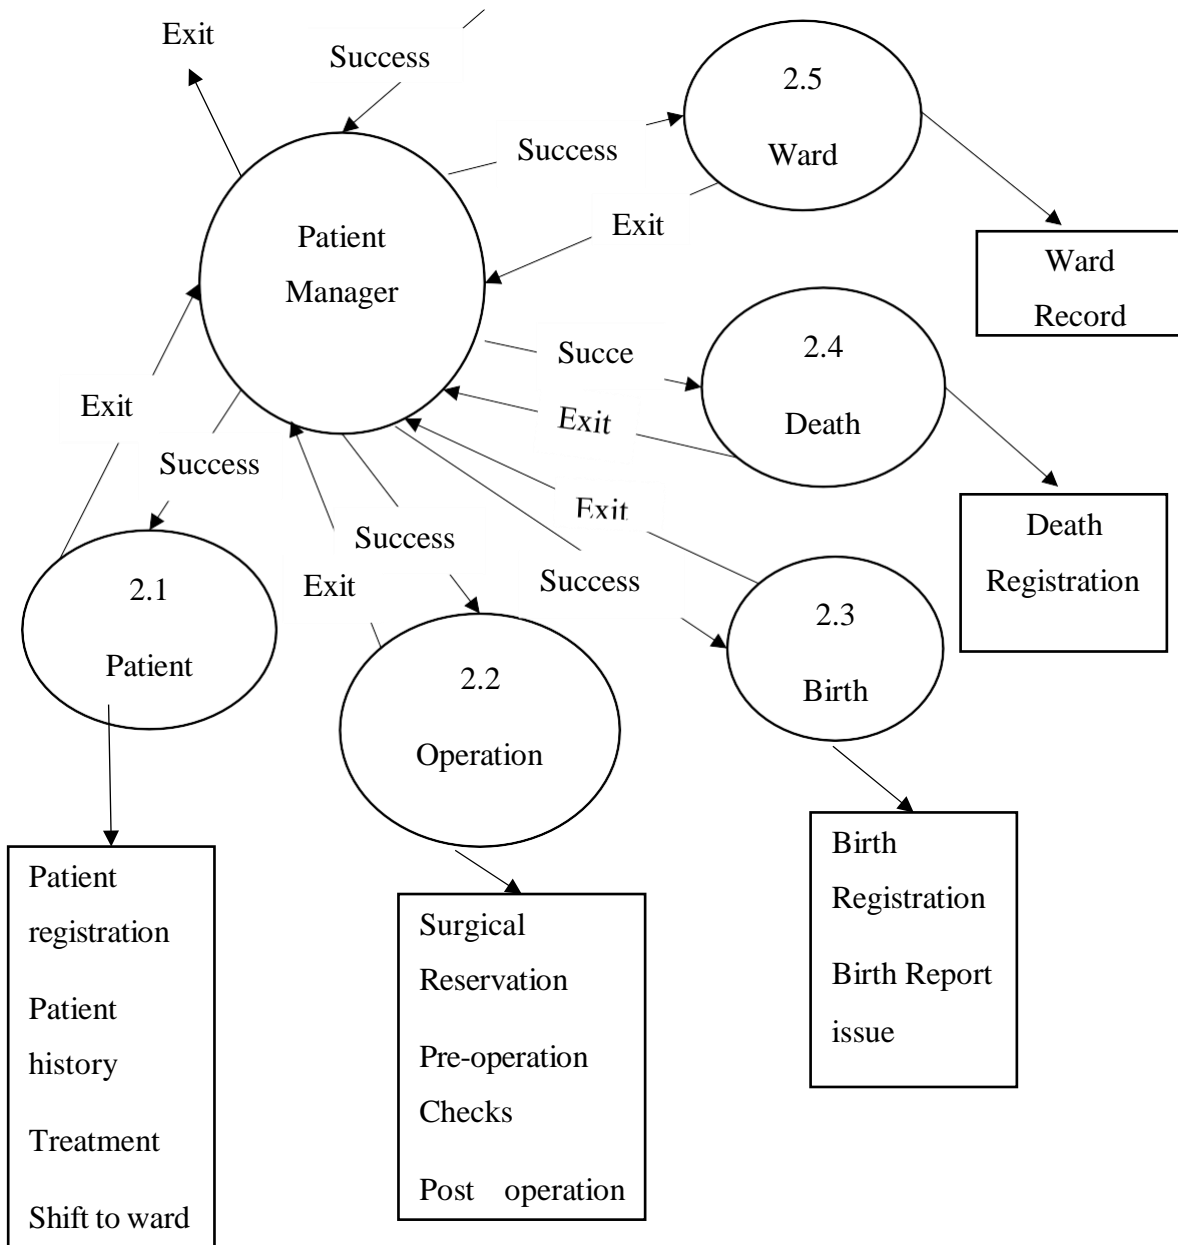 Exit
Success
2.5
Ward
Success
Exit
Patient
Manager
Ward
Record
2.4
Death
Succe
Exit
Exit
Success
Exit
Success
Exit
Success
Death
Registration
2.1
Patient
2.2
Operation
2.3
Birth
Patient
registration
Patient
history
Treatment
Shift to ward
Surgical
Reservation
Pre-operation
Checks
Post operation
Birth
Registration
Birth Report
issue